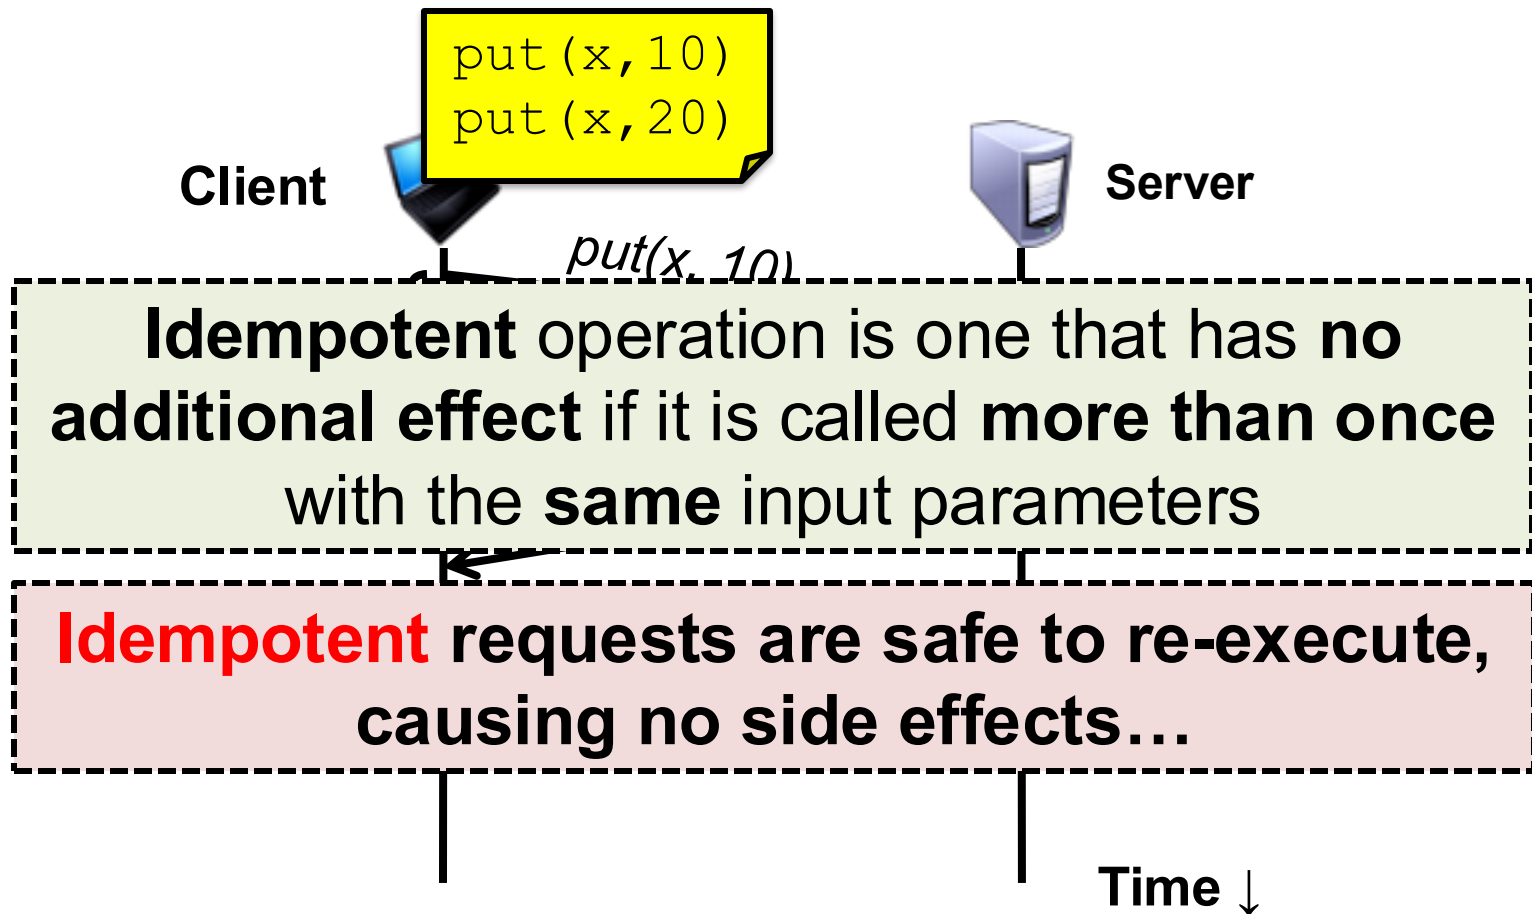 put(x,10)
put(x,20)
Client
Server
put(x, 10)
Idempotent operation is one that has no
additional effect if it is called more than once
with the same input parameters
Idempotent requests are safe to re-execute,
causing no side effects…
Time ↓